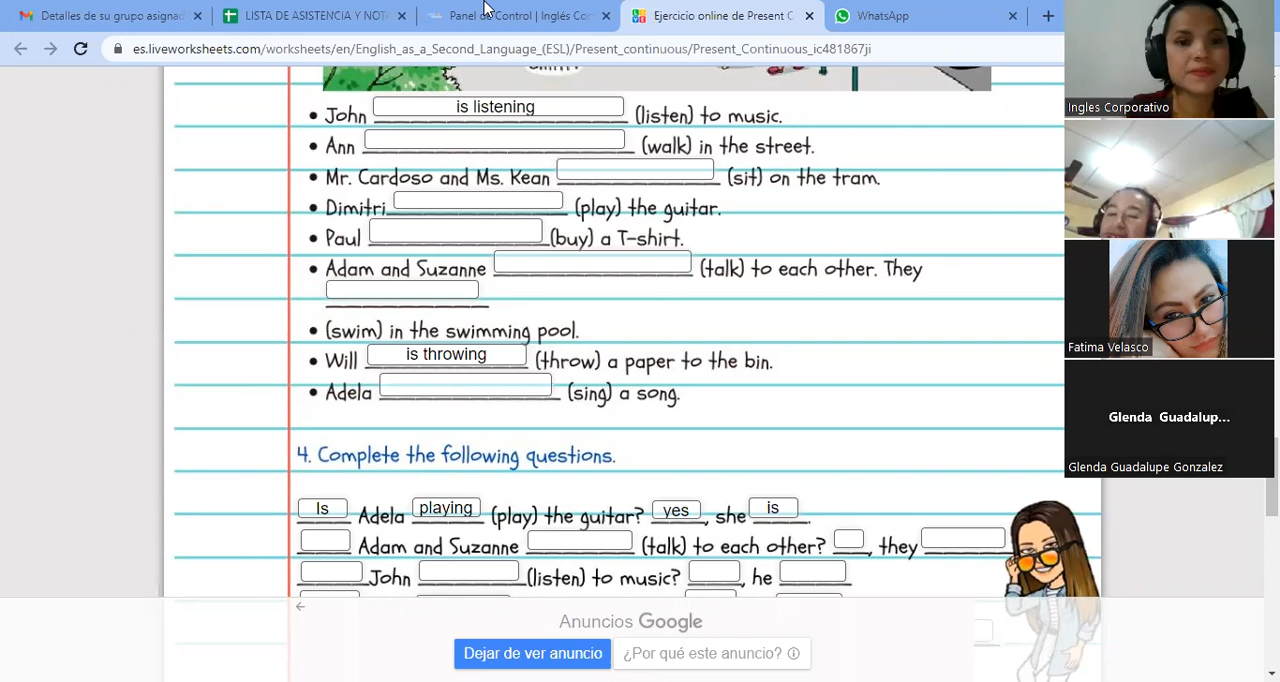 Detalles de su grupo asignad
LISTA DE ASISTENCIA Y NOTA
Panel de Control | Inglés Cor
Ejercicio online de Present C
WhatsApp
es.liveworksheets.com/worksheets/en/English_as_a_Second_Language_(ESL)/Present_continuous/Present_Continuous_ic481867ji
• John is listening (listen) to music.
• Ann (walk) in the street.
• Mr. Cardoso and Ms. Kean (sit) on the tram.
• Dimitri (play) the guitar.
• Paul (buy) a T-shirt.
• Adam and Suzanne (talk) to each other. They
• (swim) in the swimming pool.
• Will is throwing (throw) a paper to the bin.
• Adela (sing) a song.
4. Complete the following questions.
Is Adela playing (play) the guitar? yes, she is.
Adam and Suzanne (talk) to each other? , they
John (listen) to music? , he
Anuncios Google
Dejar de ver anuncio
¿Por qué este anuncio?
Ingles Corporativo
Fatima Velasco
Glenda Guadalup...
Glenda Guadalupe Gonzalez